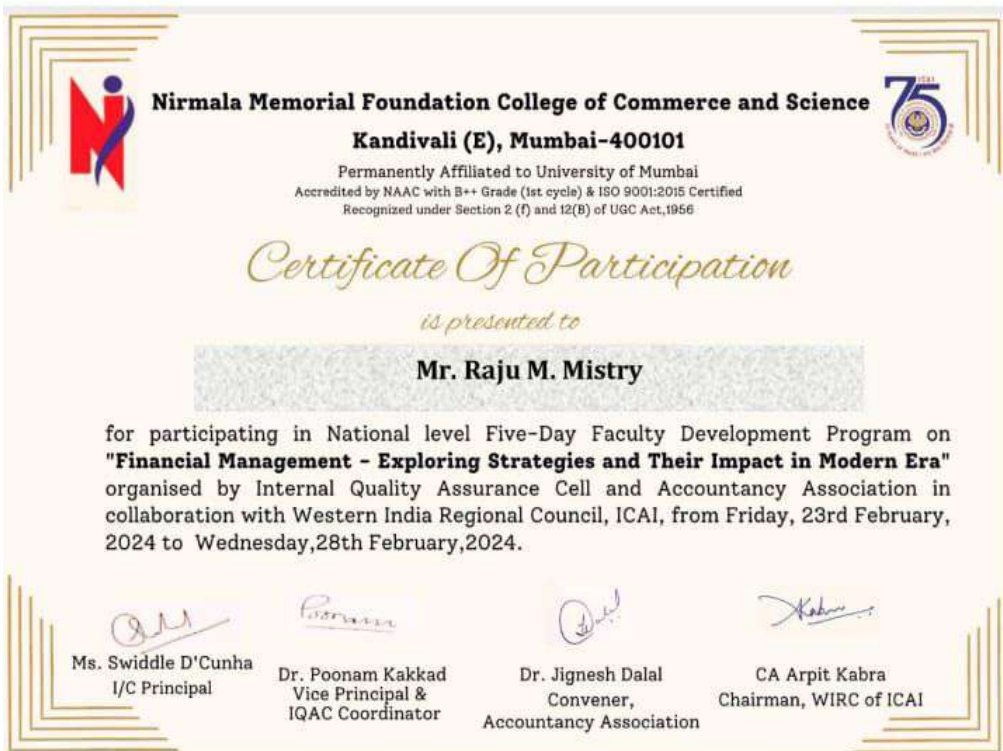 ICAI
75
Nirmala Memorial Foundation College of Commerce and Science
Kandivali (E), Mumbai-400101
Permanently Affiliated to University of Mumbai
Accredited by NAAC with B++ Grade (1st cycle) & ISO 9001:2015 Certified
Recognized under Section 2 (f) and 12(B) of UGC Act,1956
Certificate Of Participation
is presented to
Mr. Raju M. Mistry
for participating in National level Five-Day Faculty Development Program on
"Financial Management - Exploring Strategies and Their Impact in Modern Era"
organised by Internal Quality Assurance Cell and Accountancy Association in
collaboration with Western India Regional Council, ICAI, from Friday, 23rd February,
2024 to Wednesday,28th February,2024.
Poonam
Ms. Swiddle D'Cunha
I/C Principal
Dr. Poonam Kakkad
Vice Principal &
IQAC Coordinator
Dr. Jignesh Dalal
Convener,
Accountancy Association
CA Arpit Kabra
Chairman, WIRC of ICAI